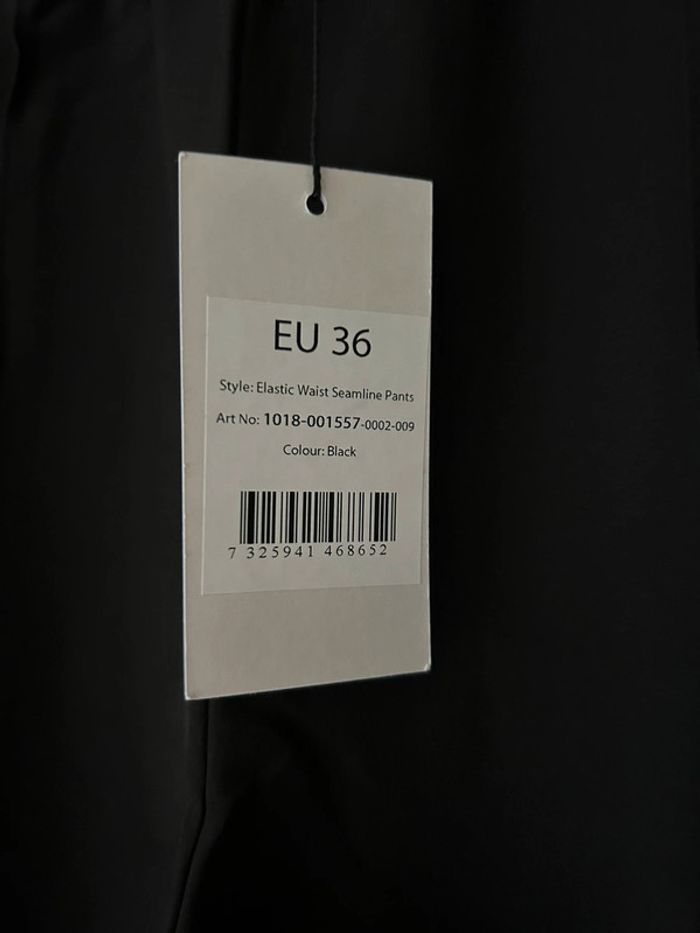 EU 36
Style: Elastic Waist Seamline Pants
Art No: 1018-001557-0002-009
Colour: Black
7 325941 468652